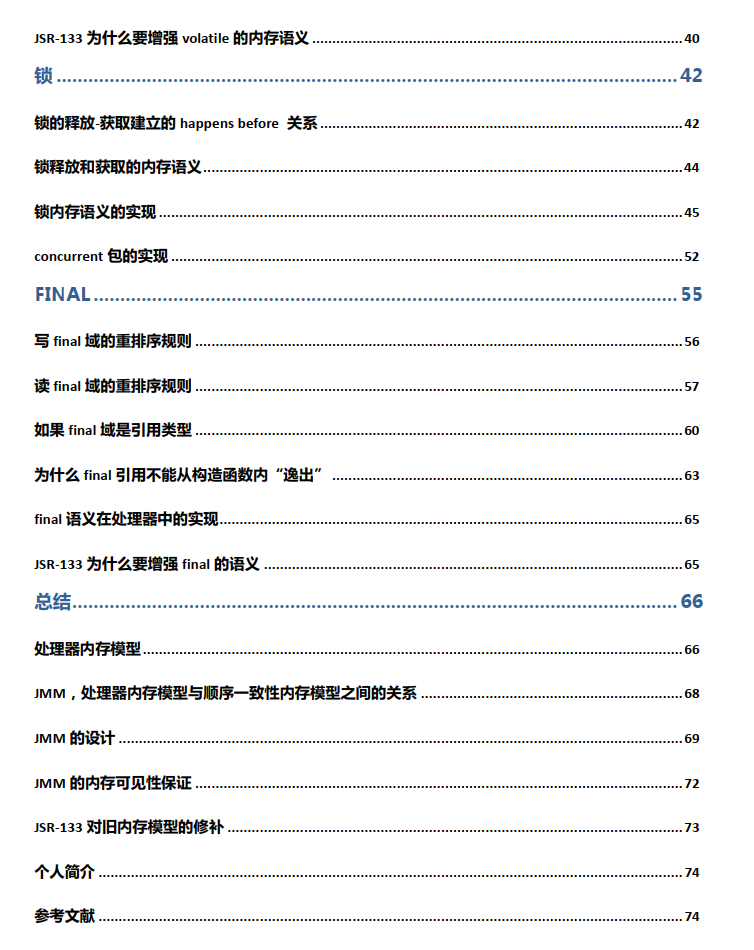 JSR-133 为什么要增强 volatile 的内存语义 ........ 40
锁 ........ 42
锁的释放-获取建立的 happens before 关系 ........ 42
锁释放和获取的内存语义 ........ 44
锁内存语义的实现 ........ 45
concurrent 包的实现 ........ 52
FINAL ........ 55
写 final 域的重排序规则 ........ 56
读 final 域的重排序规则 ........ 57
如果 final 域是引用类型 ........ 60
为什么 final 引用不能从构造函数内“逸出” ........ 63
final 语义在处理器中的实现 ........ 65
JSR-133 为什么要增强 final 的语义 ........ 65
总结 ........ 66
处理器内存模型 ........ 66
JMM，处理器内存模型与顺序一致性内存模型之间的关系 ........ 68
JMM 的设计 ........ 69
JMM 的内存可见性保证 ........ 72
JSR-133 对旧内存模型的修补 ........ 73
个人简介 ........ 74
参考文献 ........ 74